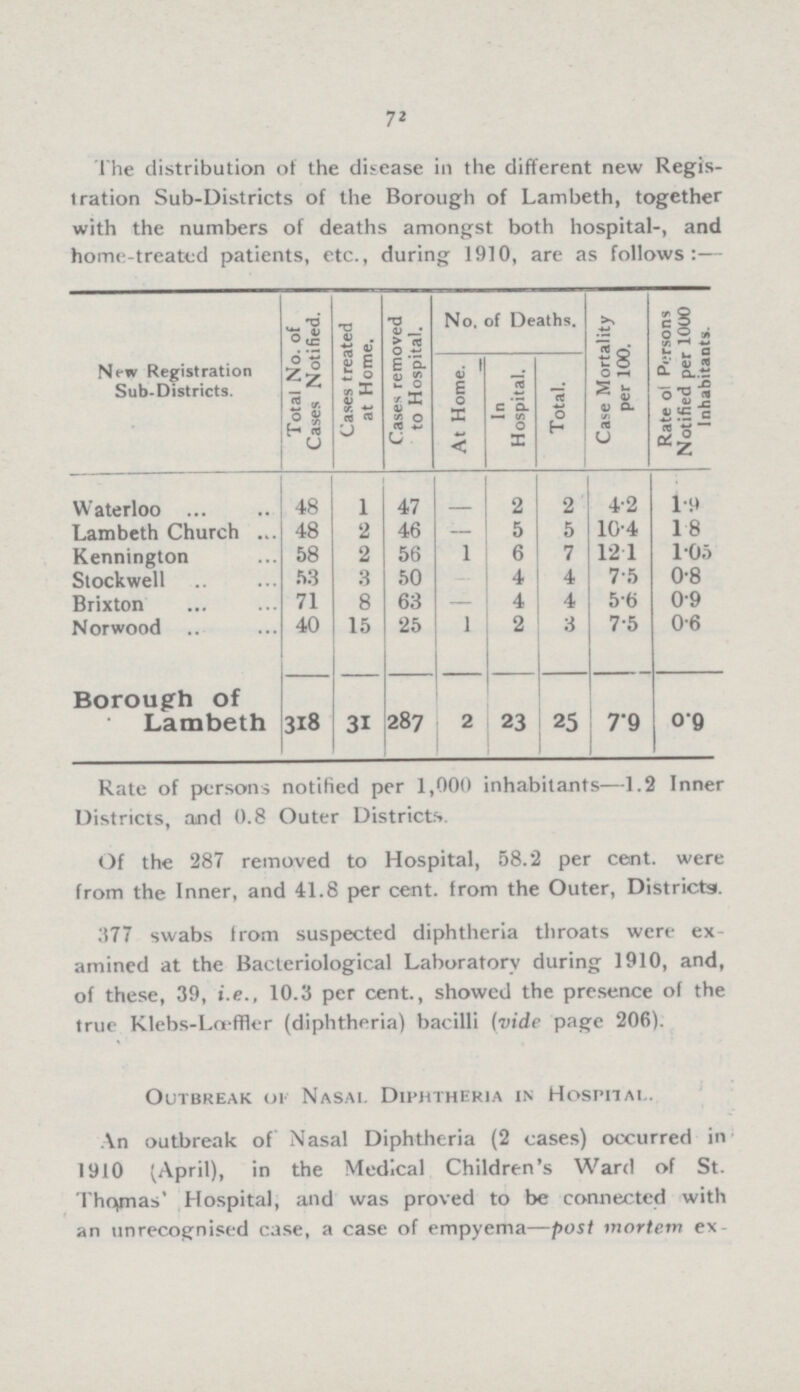 72
The distribution of the disease in the different new Regis-
tration Sub-Districts of the Borough of Lambeth, together
with the numbers of deaths amongst both hospital-, and
home-treated patients, etc., during 1910, are as follows :—
New Registration Sub-Districts. | Total No. of Cases Notified. | Cases treated at Home. | Cases removed to Hospital. | No. of Deaths. At Home. | In Hospital. | Total. | Case Mortality per 100. | Rate of Persons Notified per 1000 Inhabitants.
Waterloo ... .. 48 1 47 — 2 2 4·2 1·9
Lambeth Church ... 48 2 46 — 5 5 10·4 1 8
Kennington ... 58 2 56 1 6 7 12 1 1·05
Stockwell .. ... 53 3 50 — 4 4 7·5 0·8
Brixton ... ... 71 8 63 — 4 4 5·6 0·9
Norwood .. ... 40 15 25 1 2 3 7·5 0·6
Borough of
Lambeth 318 31 287 2 23 25 7·9 0·9
Rate of persons notified per 1,000 inhabitants—1.2 Inner
Districts, and 0.8 Outer Districts.
Of the 287 removed to Hospital, 58.2 per cent. were
from the Inner, and 41.8 per cent. from the Outer, Districts.
377 swabs from suspected diphtheria throats were ex-
amined at the Bacteriological Laboratory during 1910, and,
of these, 39, i.e., 10.3 per cent., showed the presence of the
true Klebs-Lœffler (diphtheria) bacilli (vide page 206).
Outbreak of Nasal Diphtheria in Hospital.
An outbreak of Nasal Diphtheria (2 cases) occurred in
1910 (April), in the Medical Children's Ward of St.
Thomas' Hospital, and was proved to be connected with
an unrecognised case, a case of empyema—post mortem ex-